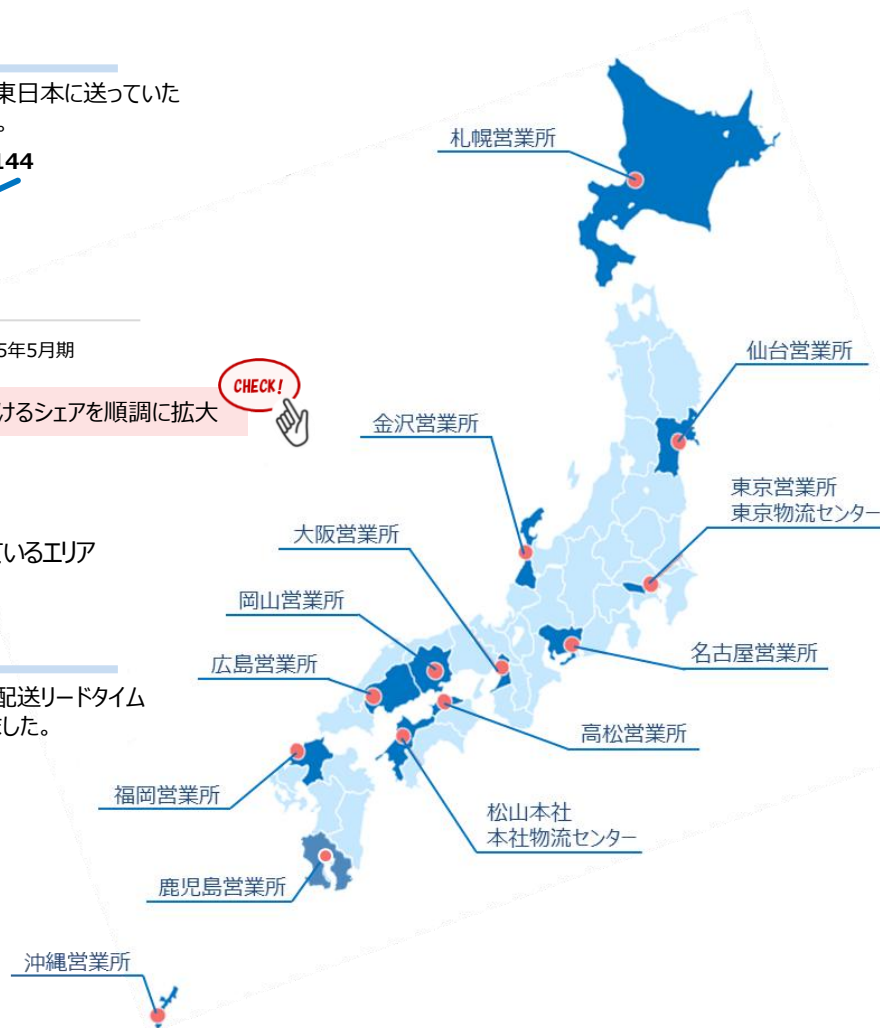 東日本に送っていた
。
144
5年5月期
けるシェアを順調に拡大
CHECK!
ているエリア
配送リードタイム
ました。
札幌営業所
仙台営業所
金沢営業所
東京営業所
東京物流センター
大阪営業所
岡山営業所
広島営業所
名古屋営業所
高松営業所
福岡営業所
松山本社
本社物流センター
鹿児島営業所
沖縄営業所